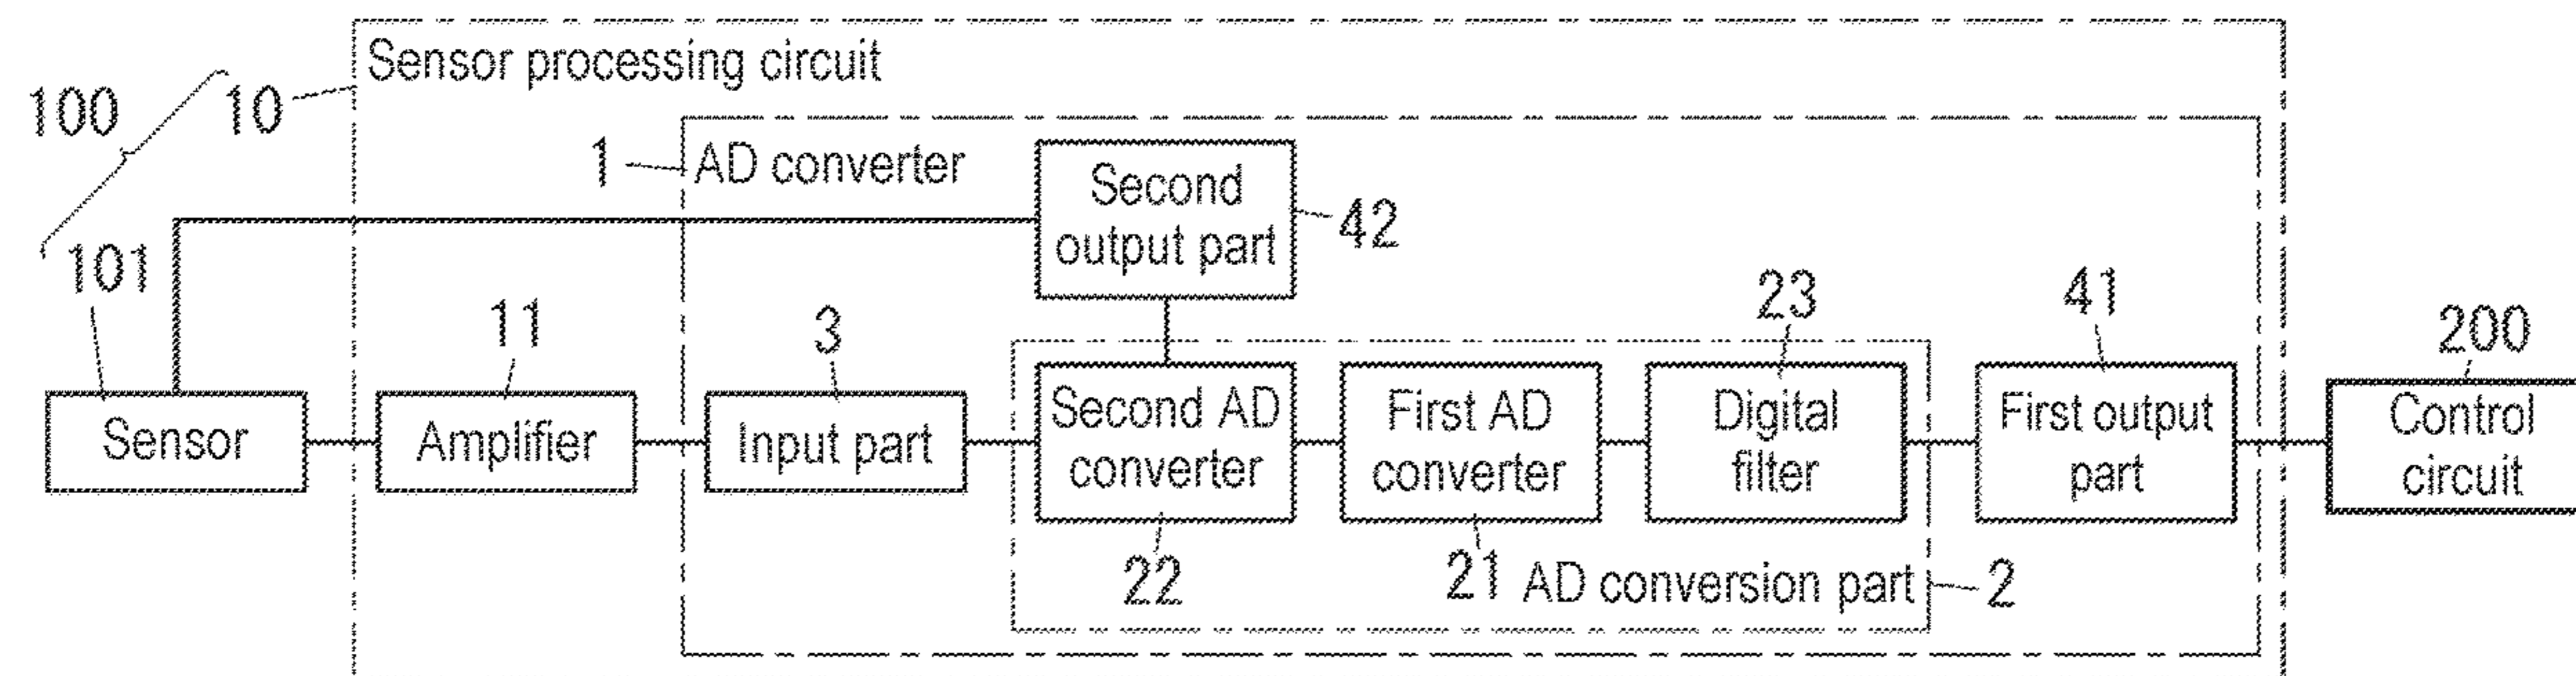 Sensor processing circuit
100
10
1
AD converter
Second
output part
42
101
11
3
23
41
200
Sensor
Amplifier
Input part
Second AD
converter
First AD
converter
Digital
filter
First output
part
Control
circuit
22
21
AD conversion part
2